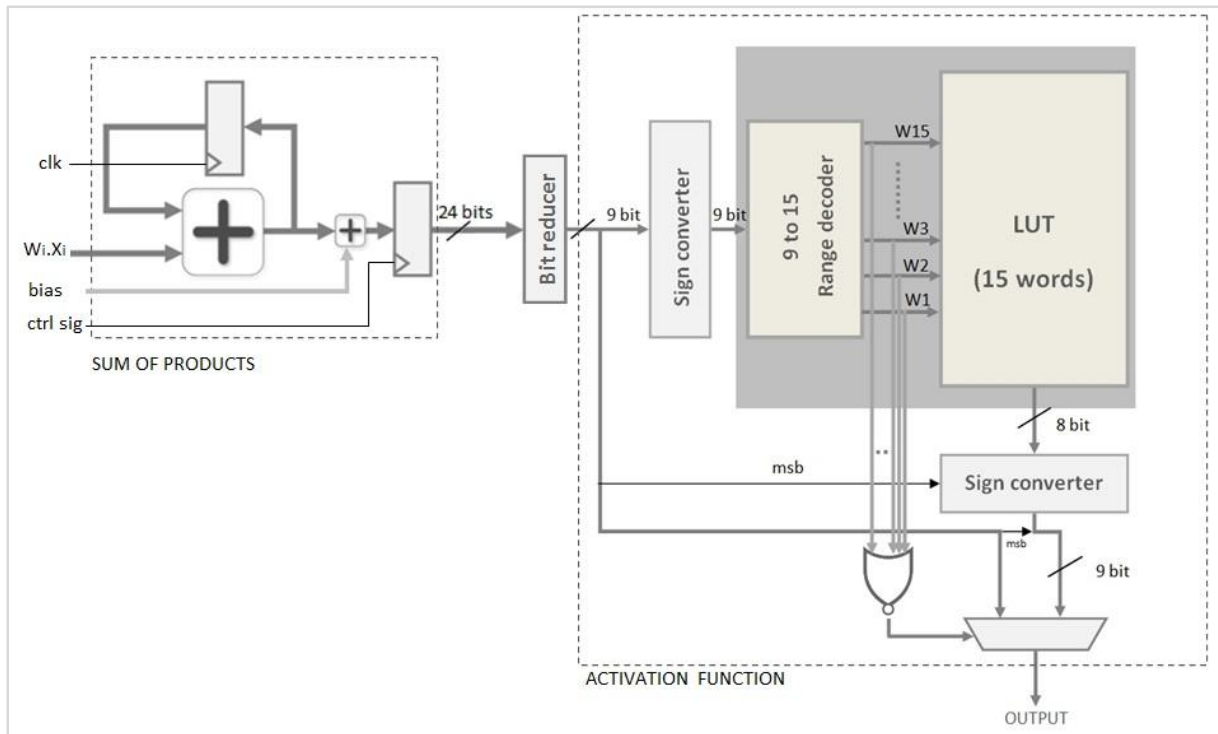 clk
Wi.Xi
bias
ctrl sig
SUM OF PRODUCTS
24 bits
Bit reducer
9 bit
Sign converter
9 bit
9 to 15
Range decoder
W15
W3
W2
W1
LUT
(15 words)
8 bit
msb
Sign converter
msb
9 bit
ACTIVATION FUNCTION
OUTPUT